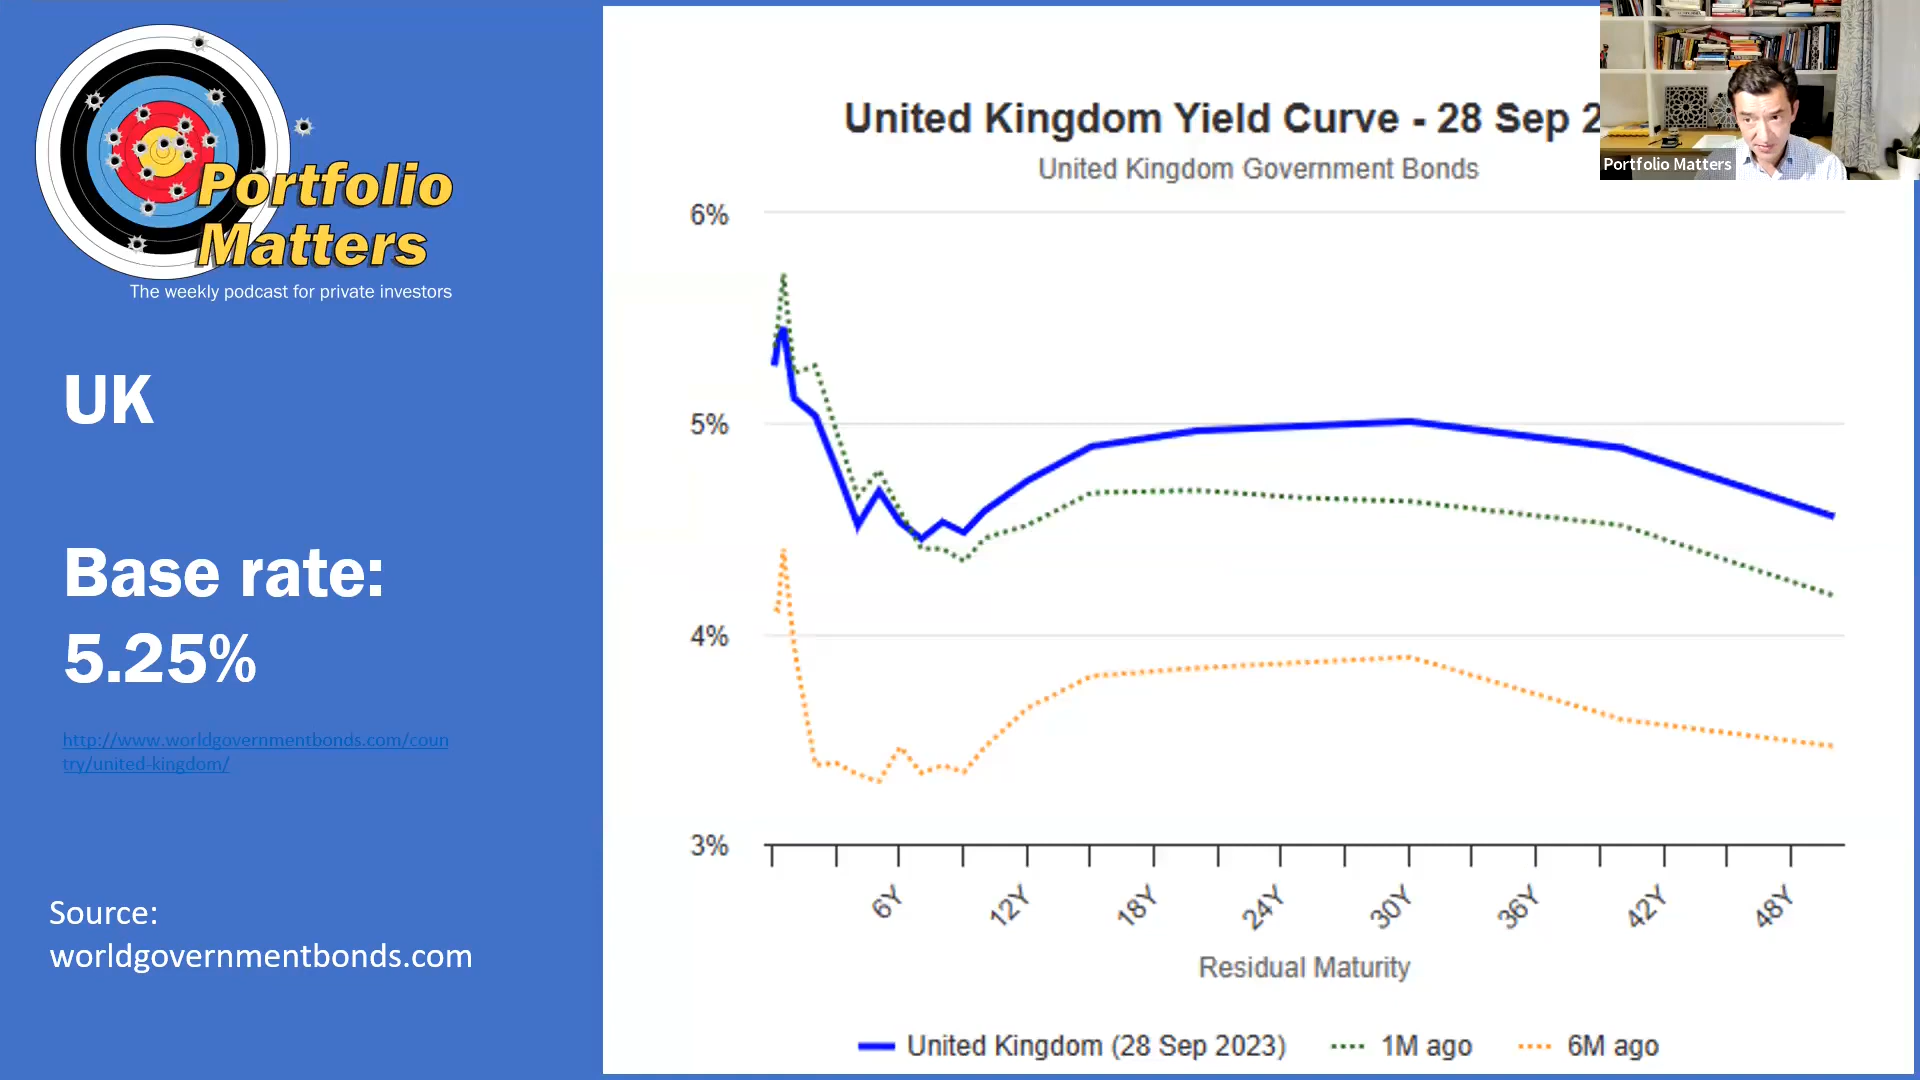 Portfolio
Matters
The weekly podcast for private investors
UK
Base rate:
5.25%
http://www.worldgovernmentbonds.com/coun
try/united-kingdom/
Source:
worldgovernmentbonds.com
United Kingdom Yield Curve - 28 Sep 2
United Kingdom Government Bonds
Portfolio Matters
6%
5%
4%
3%
6Y
12Y
18Y
24Y
30Y
36Y
42Y
48Y
Residual Maturity
United Kingdom (28 Sep 2023)
1M ago
6M ago